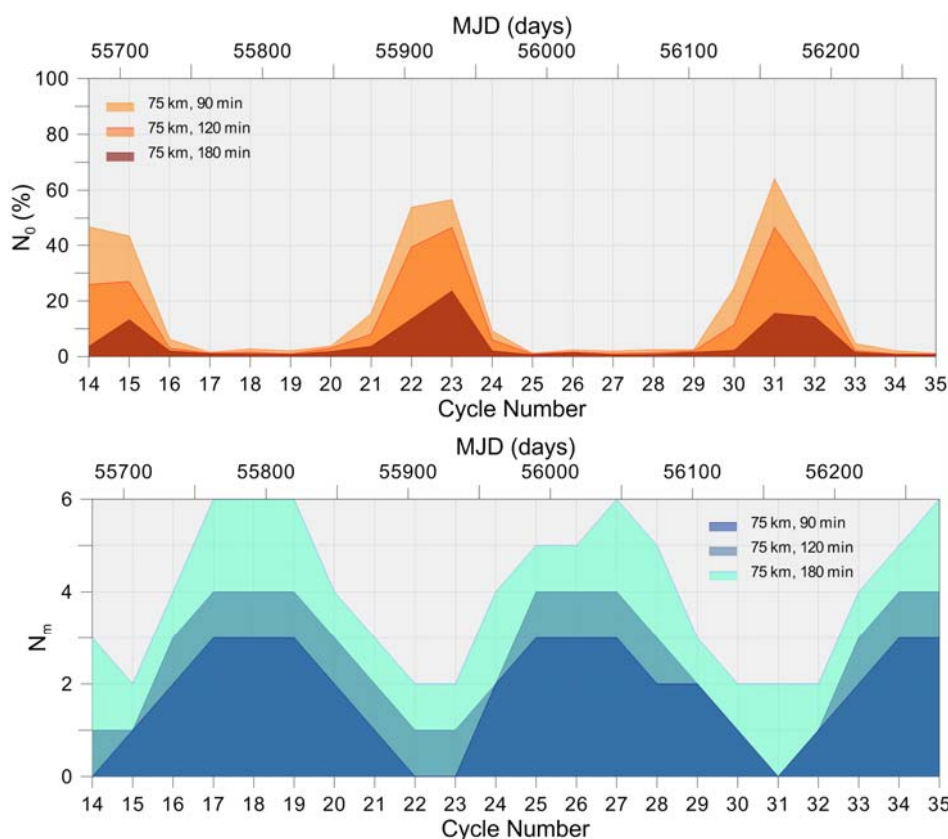 MJD (days)
55700 55800 55900 56000 56100 56200
100
80
60
40
20
0
N₀ (%)
75 km, 90 min
75 km, 120 min
75 km, 180 min
14 15 16 17 18 19 20 21 22 23 24 25 26 27 28 29 30 31 32 33 34 35
Cycle Number
MJD (days)
55700 55800 55900 56000 56100 56200
6
4
2
0
Nₘ
75 km, 90 min
75 km, 120 min
75 km, 180 min
14 15 16 17 18 19 20 21 22 23 24 25 26 27 28 29 30 31 32 33 34 35
Cycle Number